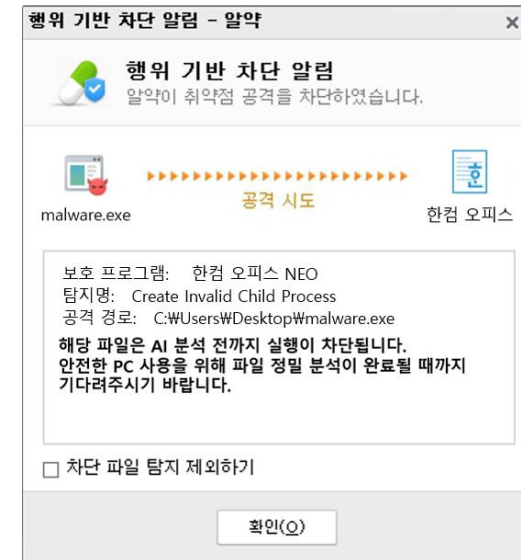 행위 기반 차단 알림 - 알약
행위 기반 차단 알림
알약이 취약점 공격을 차단하였습니다.
공격 시도
malware.exe
한컴 오피스
보호 프로그램: 한컴 오피스 NEO
탐지명: Create Invalid Child Process
공격 경로: C:₩Users₩Desktop₩malware.exe
해당 파일은 AI 분석 전까지 실행이 차단됩니다.
안전한 PC 사용을 위해 파일 정밀 분석이 완료될 때까지
기다려주시기 바랍니다.
차단 파일 탐지 제외하기
확인(O)